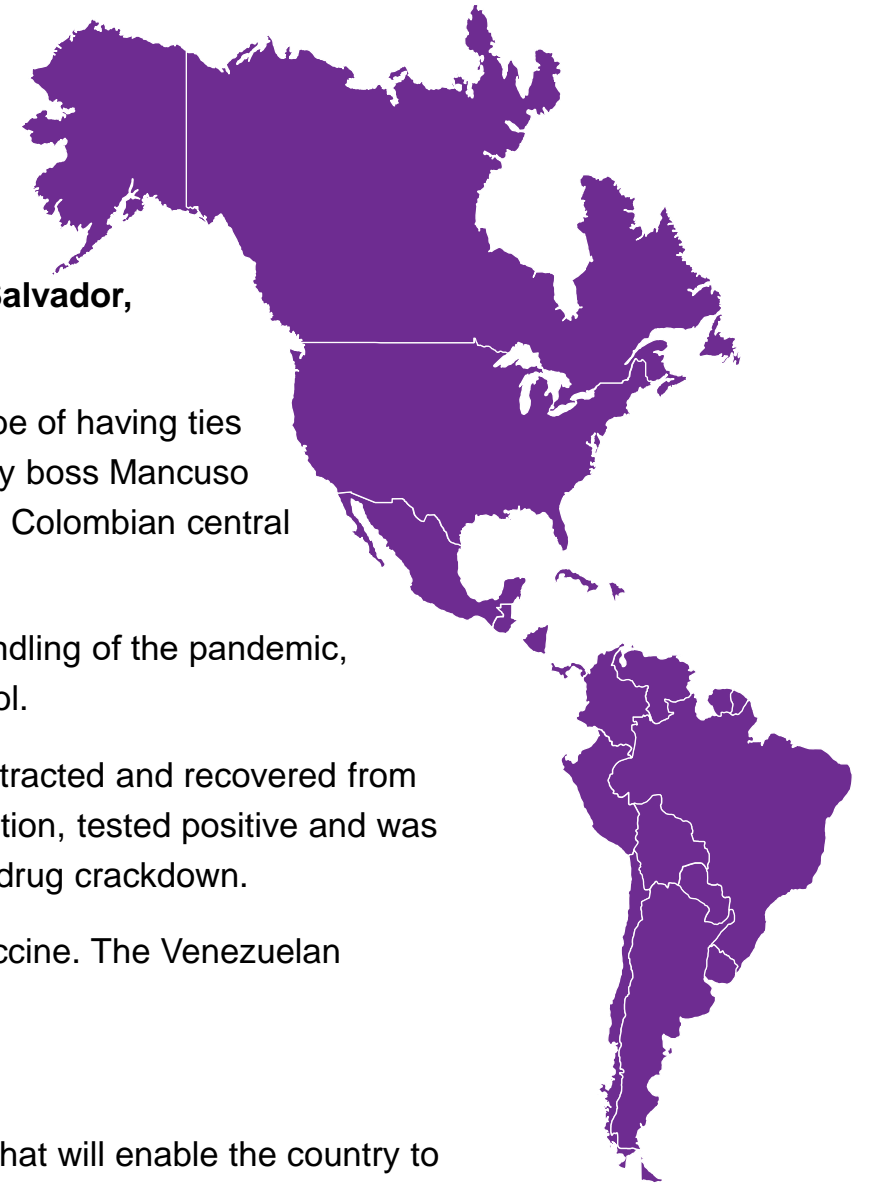 Salvador,
be of having ties
y boss Mancuso
Colombian central
ndling of the pandemic,
ol.
tracted and recovered from
tion, tested positive and was
drug crackdown.
ccine. The Venezuelan
hat will enable the country to